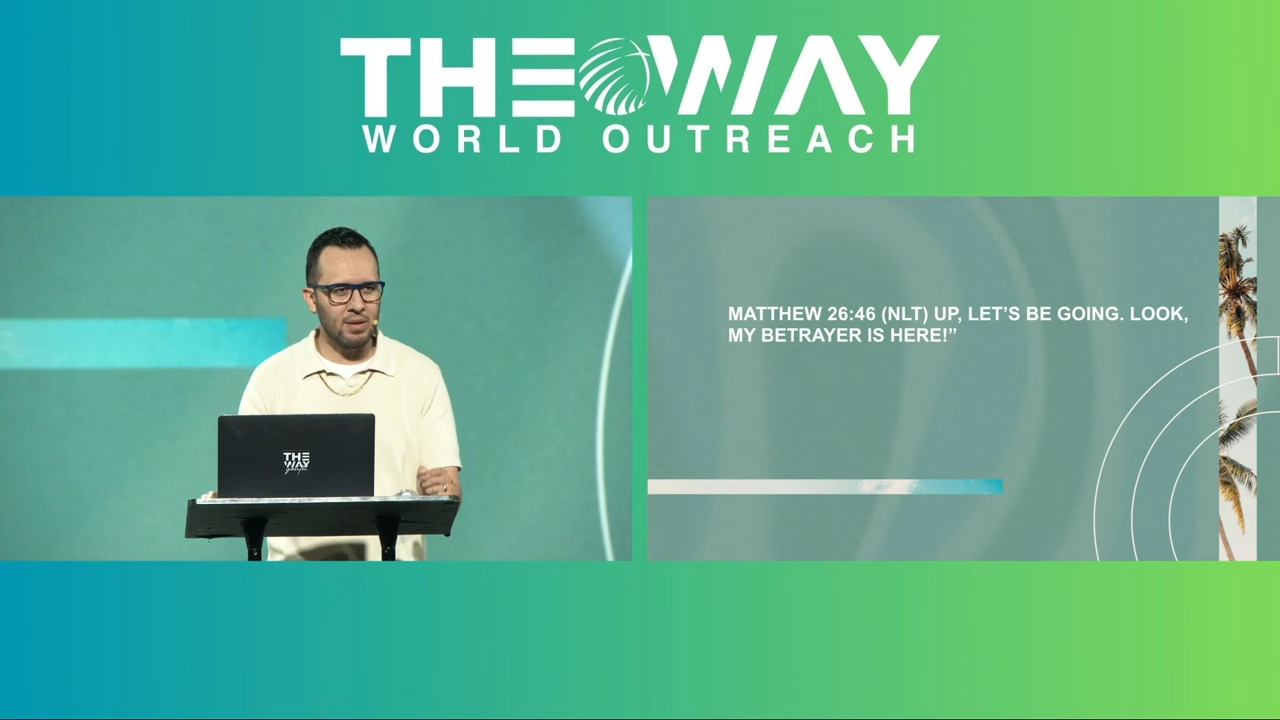 THE WAY
WORLD OUTREACH
MATTHEW 26:46 (NLT) UP, LET’S BE GOING. LOOK,
MY BETRAYER IS HERE!”
THE
WAY
youth